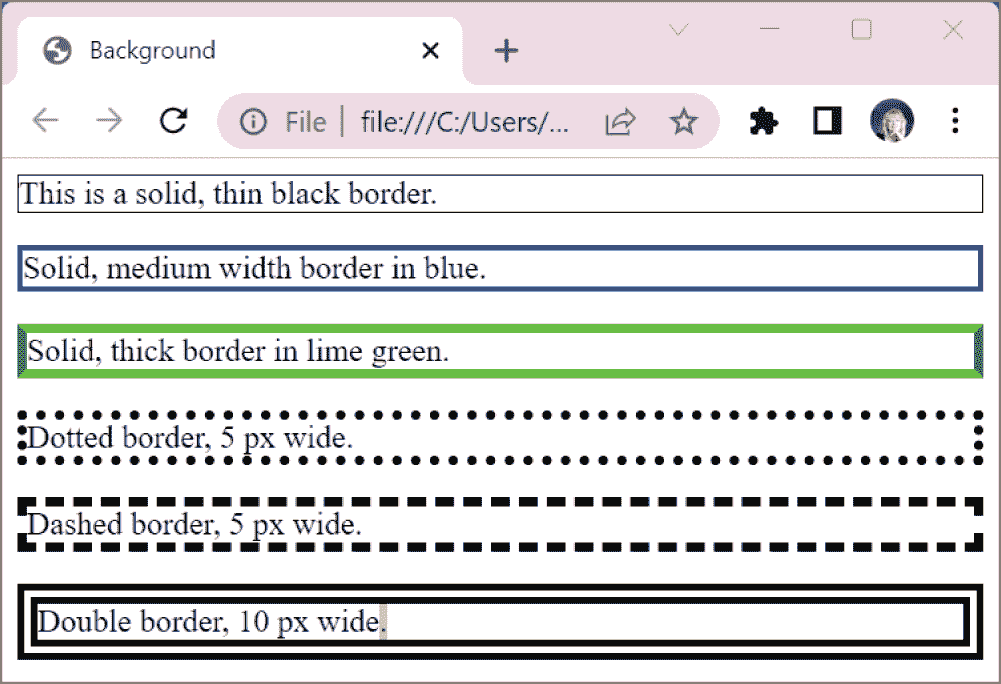 Background
File | file:///C:/Users/...
This is a solid, thin black border.
Solid, medium width border in blue.
Solid, thick border in lime green.
Dotted border, 5 px wide.
Dashed border, 5 px wide.
Double border, 10 px wide.